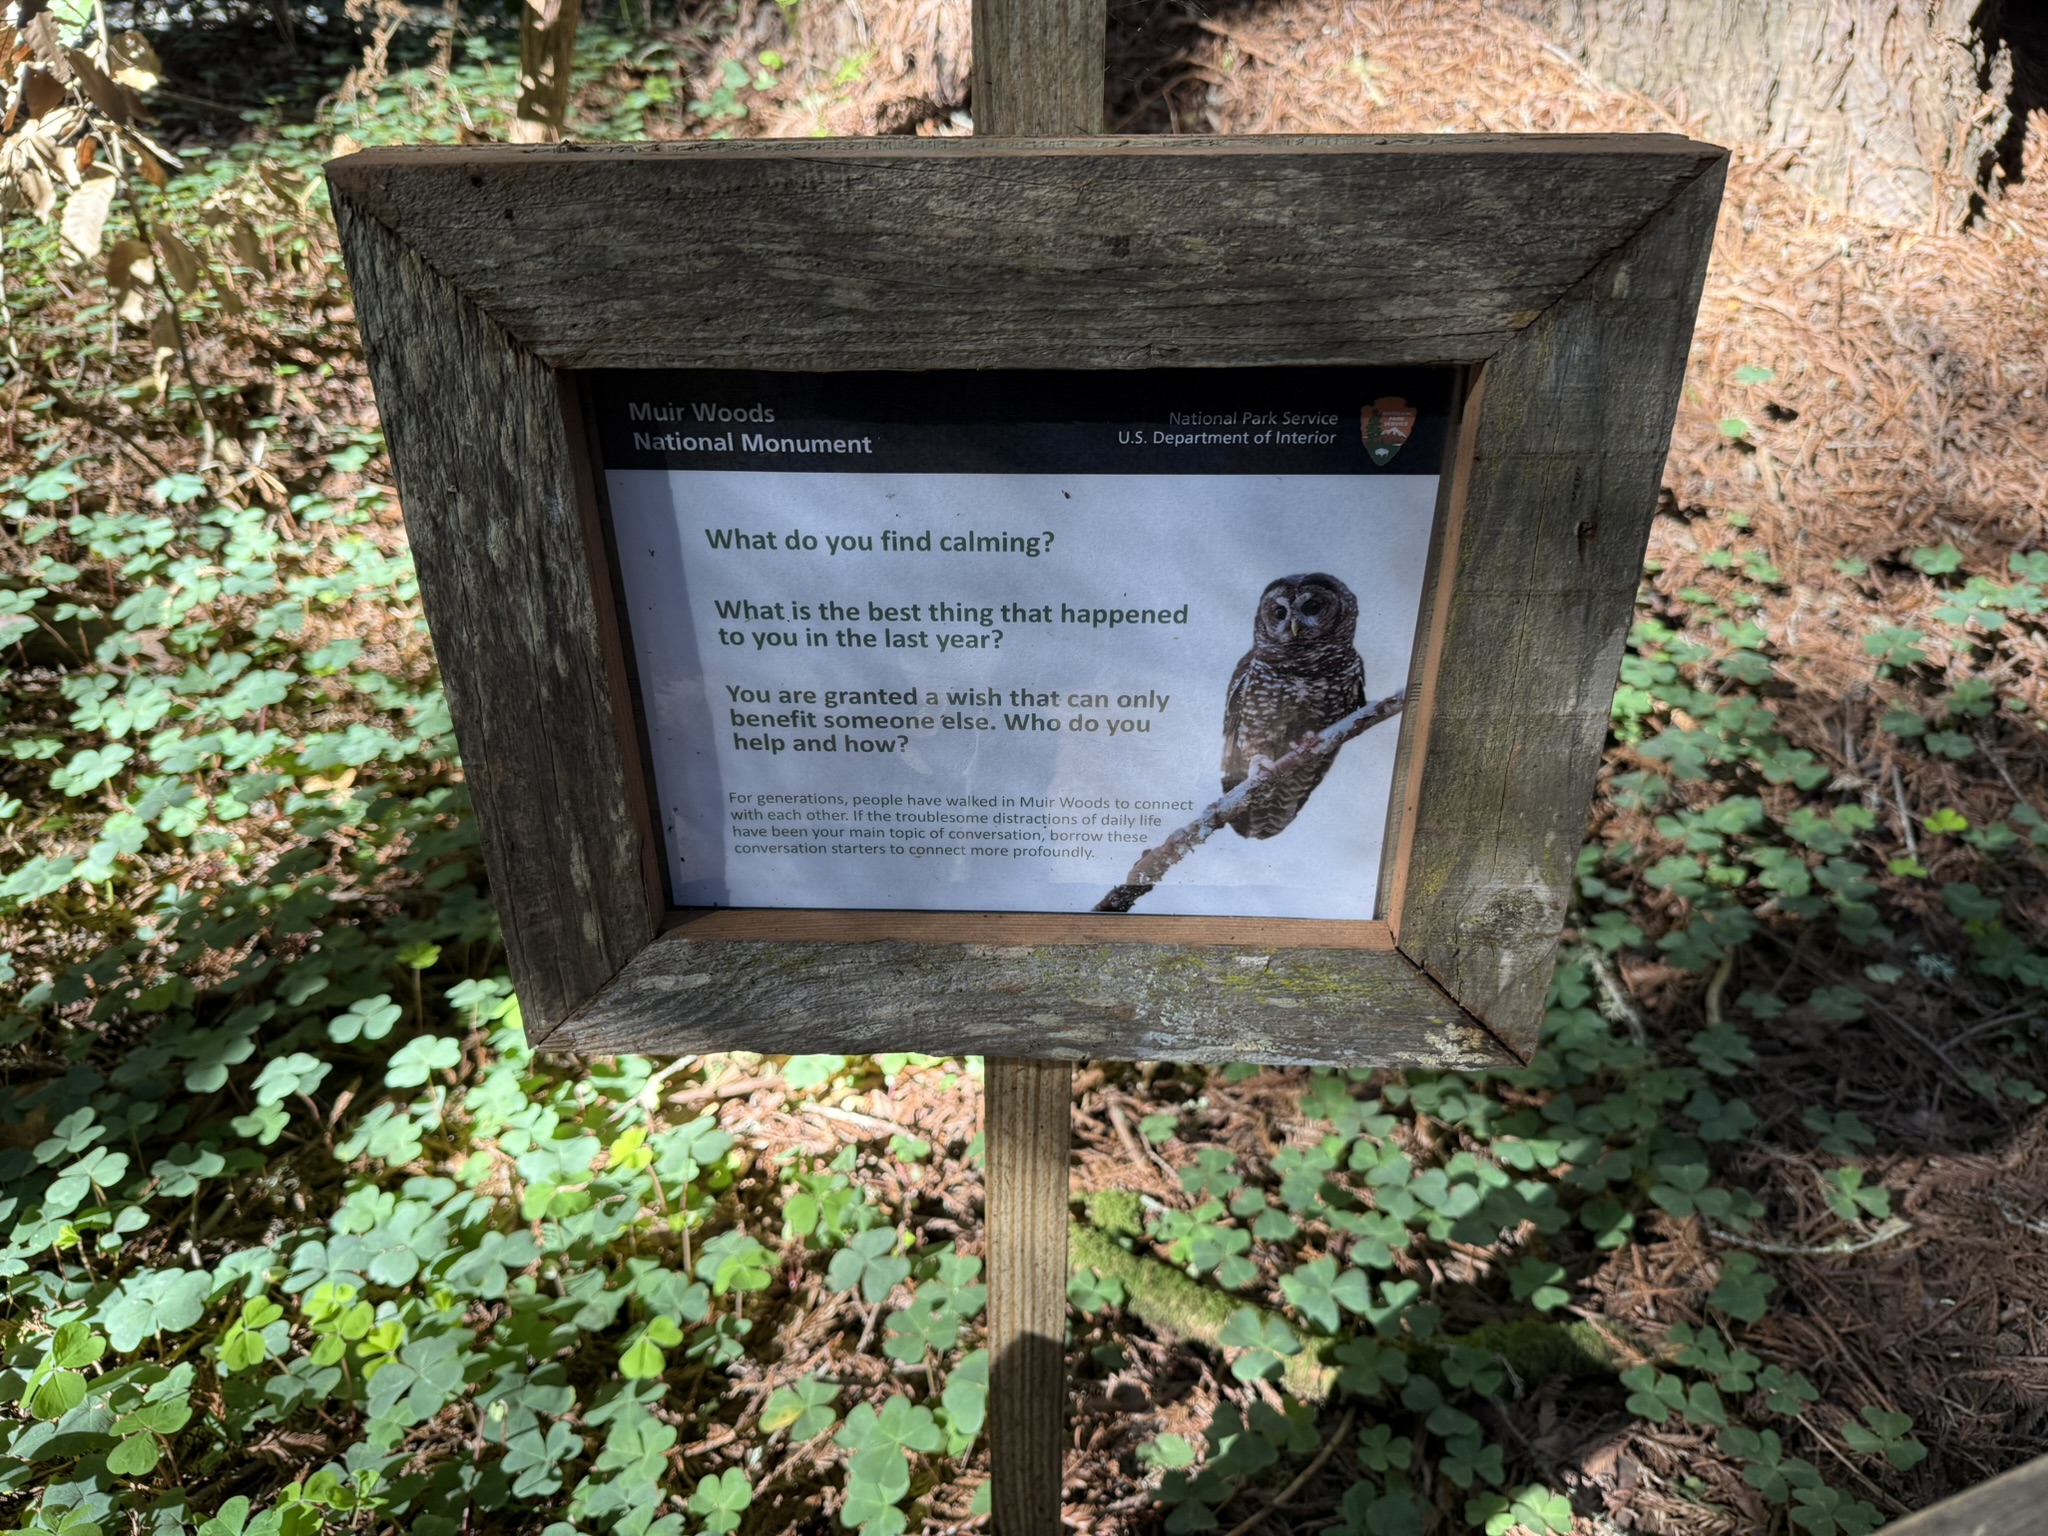 Muir Woods
National Monument
National Park Service
U.S. Department of Interior
What do you find calming?
What is the best thing that happened
to you in the last year?
You are granted a wish that can only
benefit someone else. Who do you
help and how?
For generations, people have walked in Muir Woods to connect
with each other. If the troublesome distractions of daily life
have been your main topic of conversation, borrow these
conversation starters to connect more profoundly.